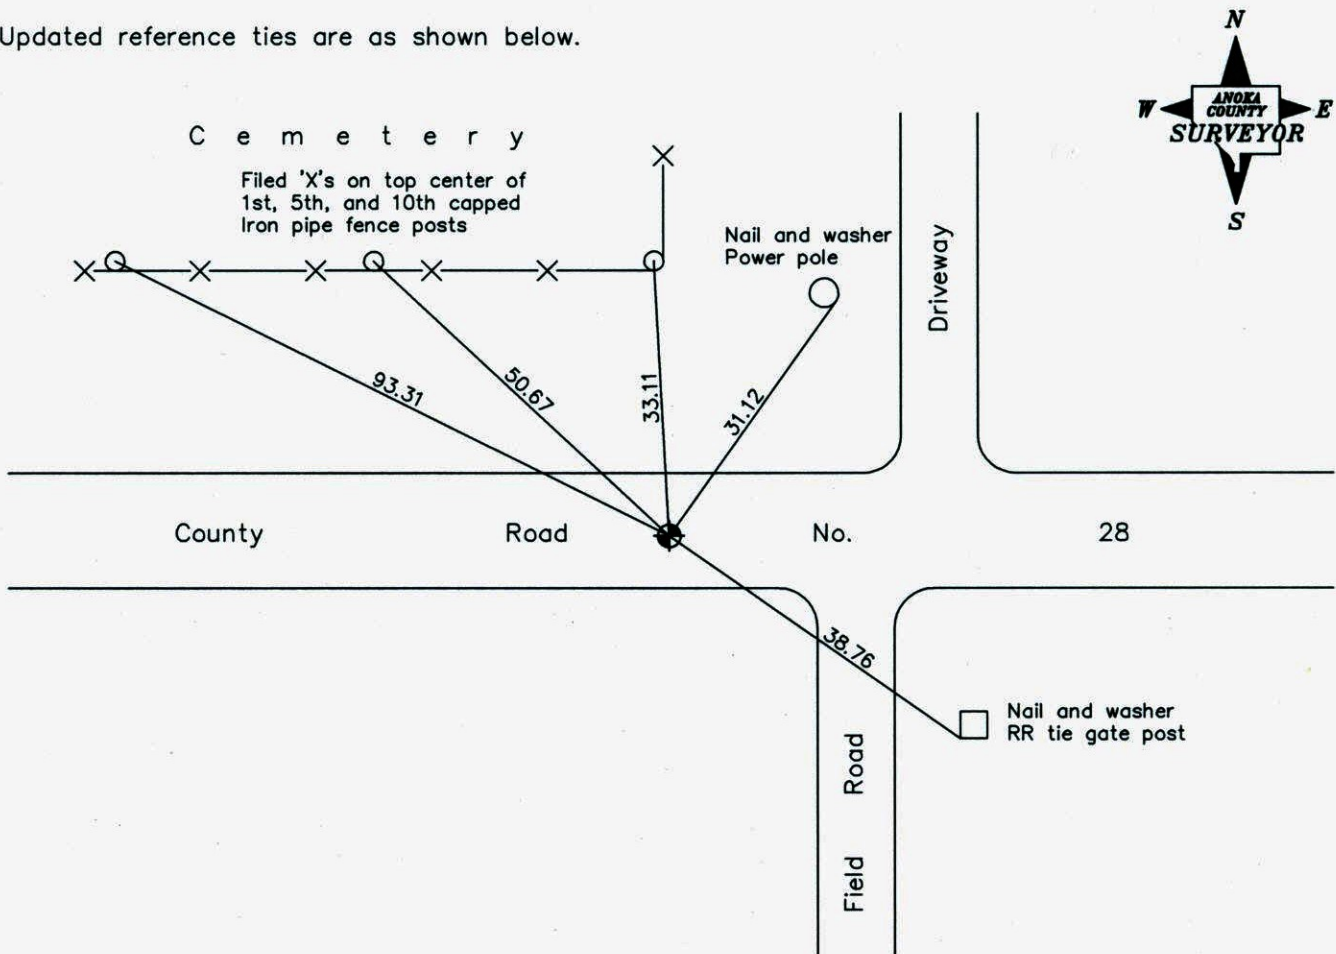 Updated reference ties are as shown below.
N
W
ANOKA
COUNTY
SURVEYOR
E
S
C e m e t e r y
Filed 'X's on top center of
1st, 5th, and 10th capped
Iron pipe fence posts
Nail and washer
Power pole
Driveway
93.31
50.67
33.11
31.12
County Road No. 28
38.76
Nail and washer
RR tie gate post
Field Road